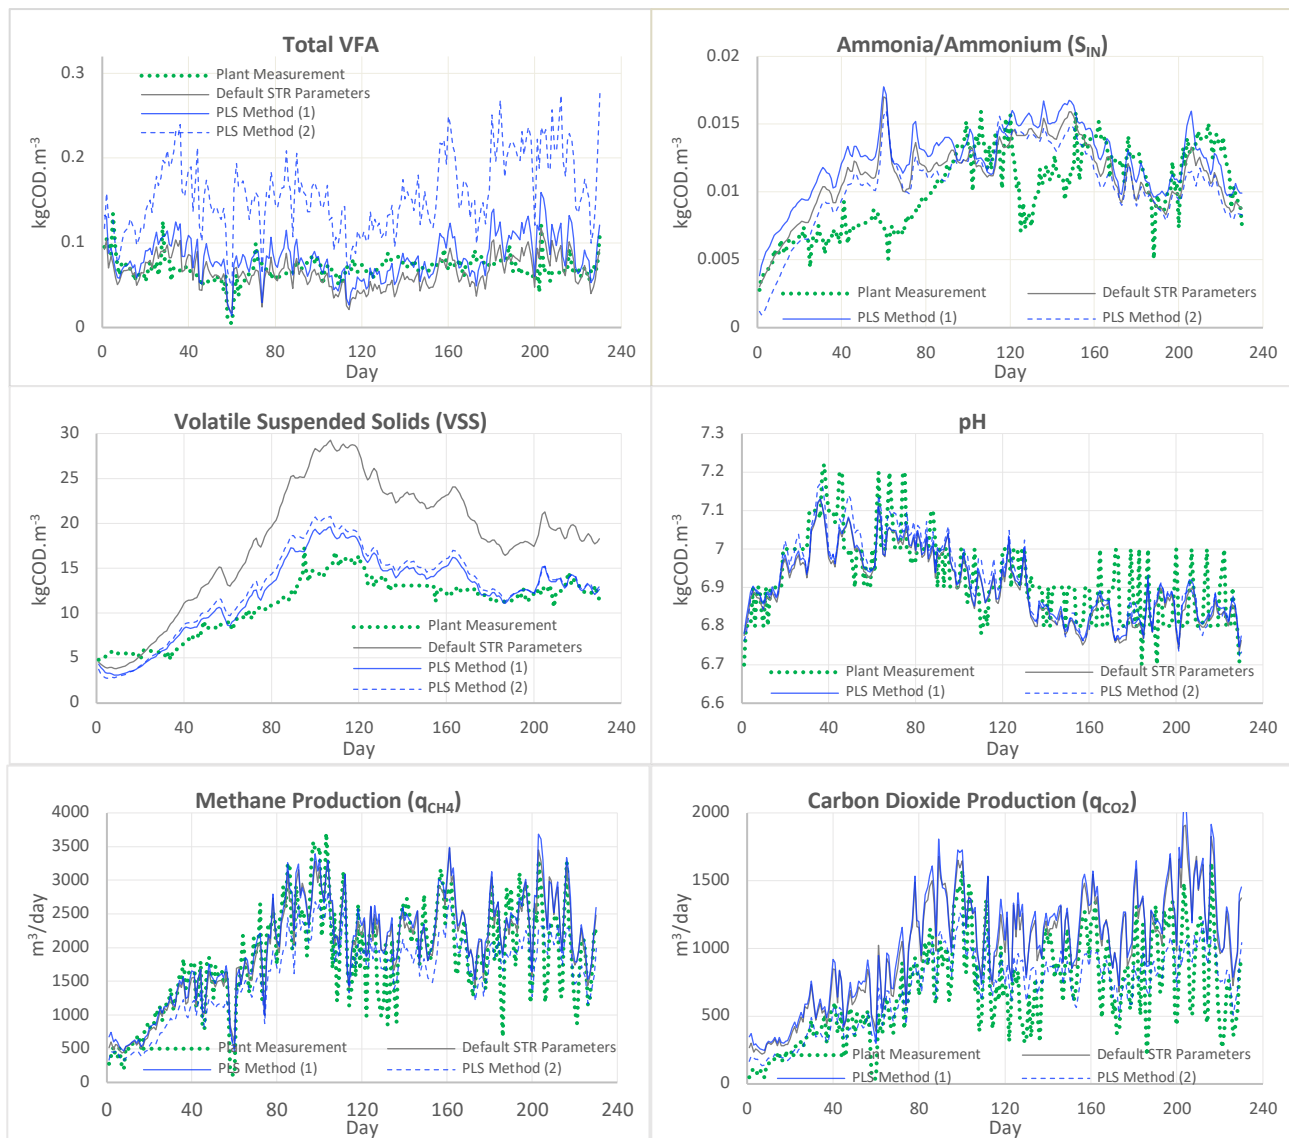 Total VFA
0.3
0.2
0.1
0
kgCOD.m⁻³
Plant Measurement
Default STR Parameters
PLS Method (1)
PLS Method (2)
0 40 80 120 160 200 240
Day
Ammonia/Ammonium (S_IN)
0.02
0.015
0.01
0.005
0
kgCOD.m⁻³
Plant Measurement Default STR Parameters
PLS Method (1) PLS Method (2)
0 40 80 120 160 200 240
Day
Volatile Suspended Solids (VSS)
30
25
20
15
10
5
0
kgCOD.m⁻³
Plant Measurement
Default STR Parameters
PLS Method (1)
PLS Method (2)
0 40 80 120 160 200 240
Day
pH
7.3
7.2
7.1
7
6.9
6.8
6.7
6.6
Plant Measurement Default STR Parameters
PLS Method (1) PLS Method (2)
0 40 80 120 160 200 240
Day
Methane Production (q_CH4)
4000
3500
3000
2500
2000
1500
1000
500
0
m³/day
Plant Measurement Default STR Parameters
PLS Method (1) PLS Method (2)
0 40 80 120 160 200 240
Day
Carbon Dioxide Production (q_CO2)
2000
1500
1000
500
0
m³/day
Plant Measurement Default STR Parameters
PLS Method (1) PLS Method (2)
0 40 80 120 160 200 240
Day